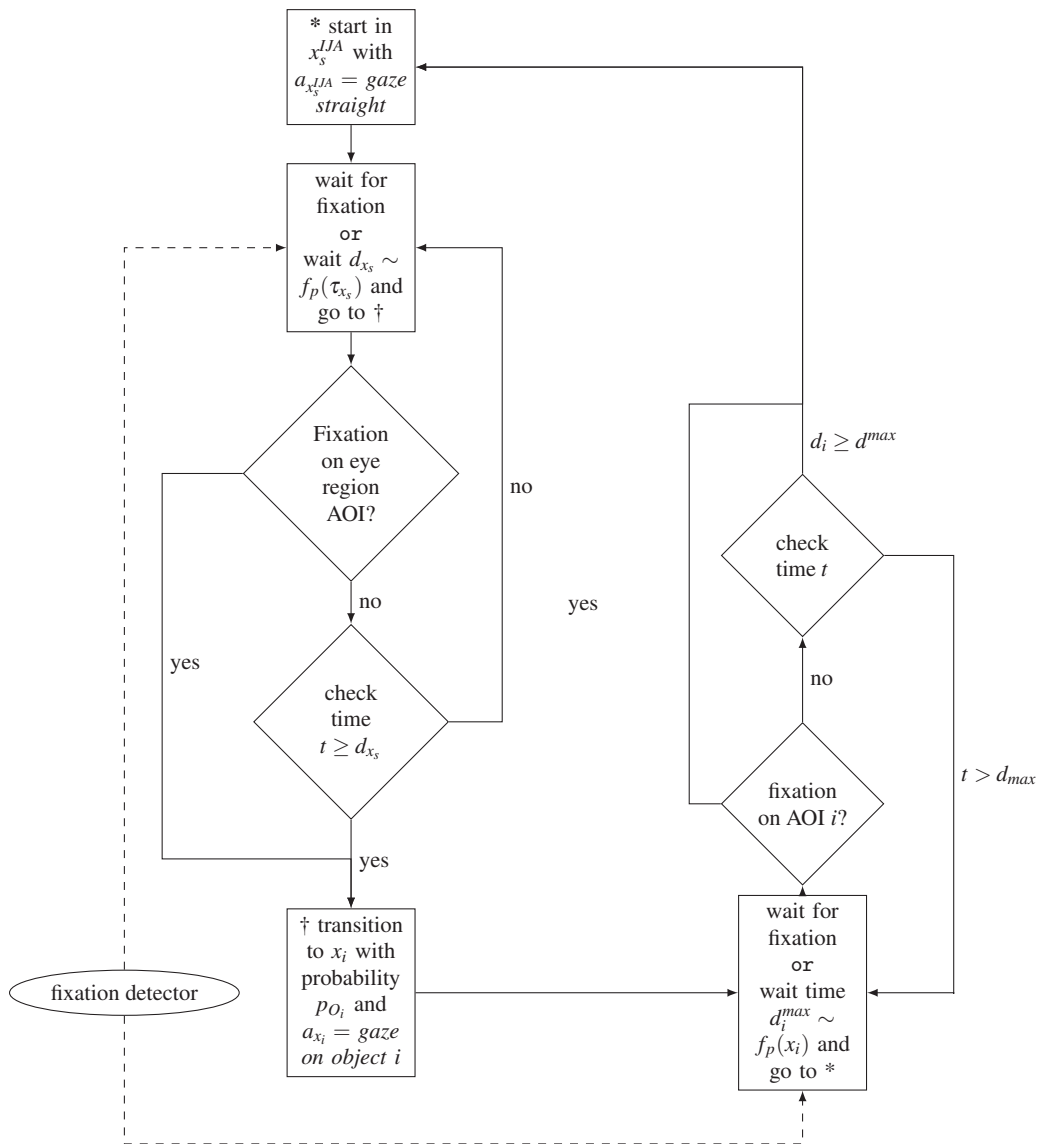 * start in
x_s^{IJA} with
a_{x_s^{IJA}} = gaze
straight
wait for
fixation
or
wait d_{x_s} ∼
f_p(τ_{x_s}) and
go to †
Fixation
on eye
region
AOI?
no
yes
no
check
time
t ≥ d_{x_s}
yes
† transition
to x_i with
probability
p_{O_i} and
a_{x_i} = gaze
on object i
fixation detector
yes
d_i ≥ d^{max}
check
time t
no
t > d_{max}
fixation
on AOI i?
wait for
fixation
or
wait time
d_i^{max} ∼
f_p(x_i) and
go to *